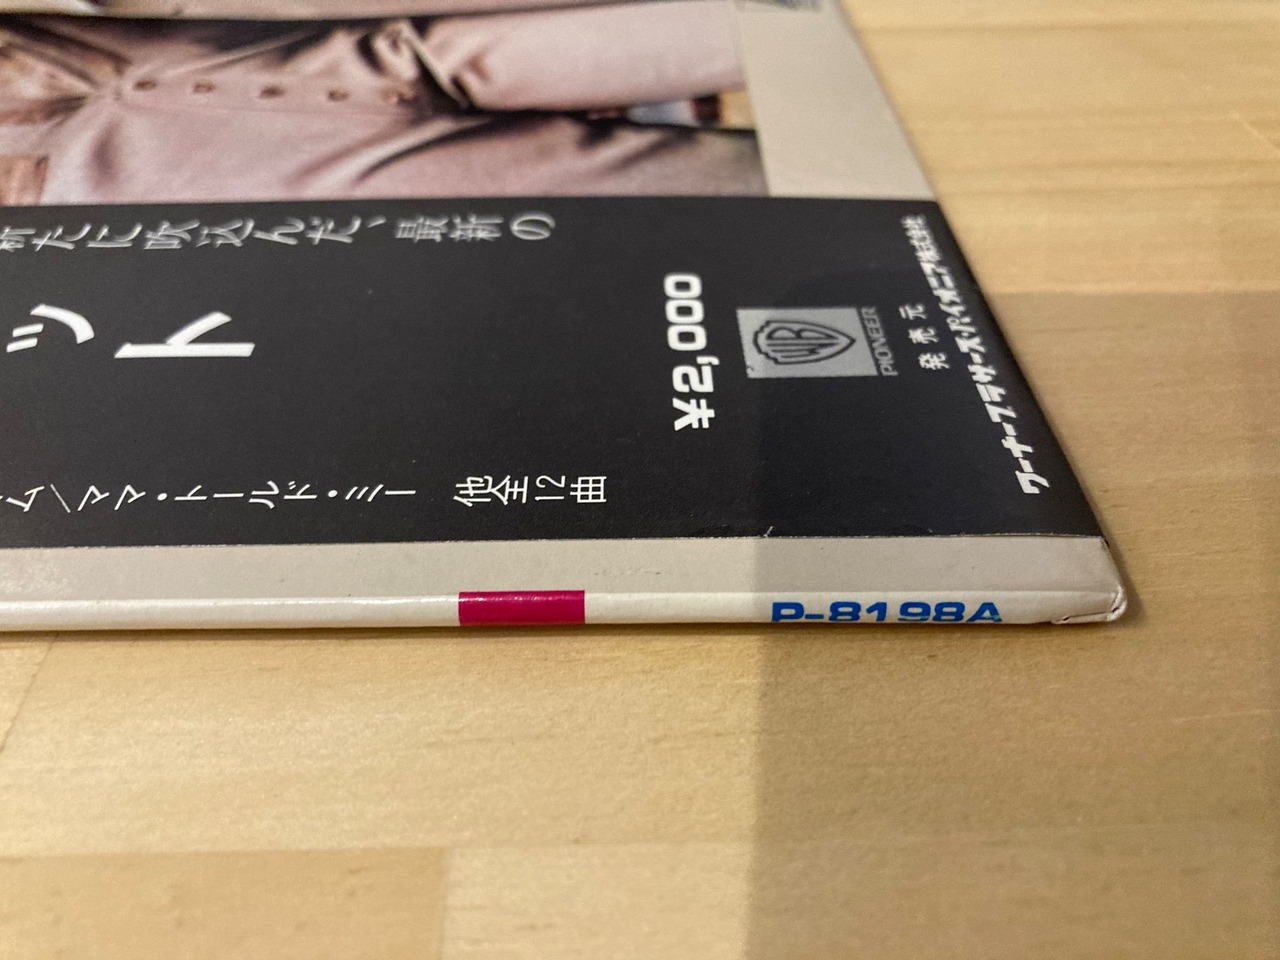 新たに吹込んだ、最新の
ット
ム/ママ・トールド・ミー 他全12曲
¥2,000
PIONEER
発売元
ワーナー・ブラザーズ・パイオニア株式会社
P-8198A